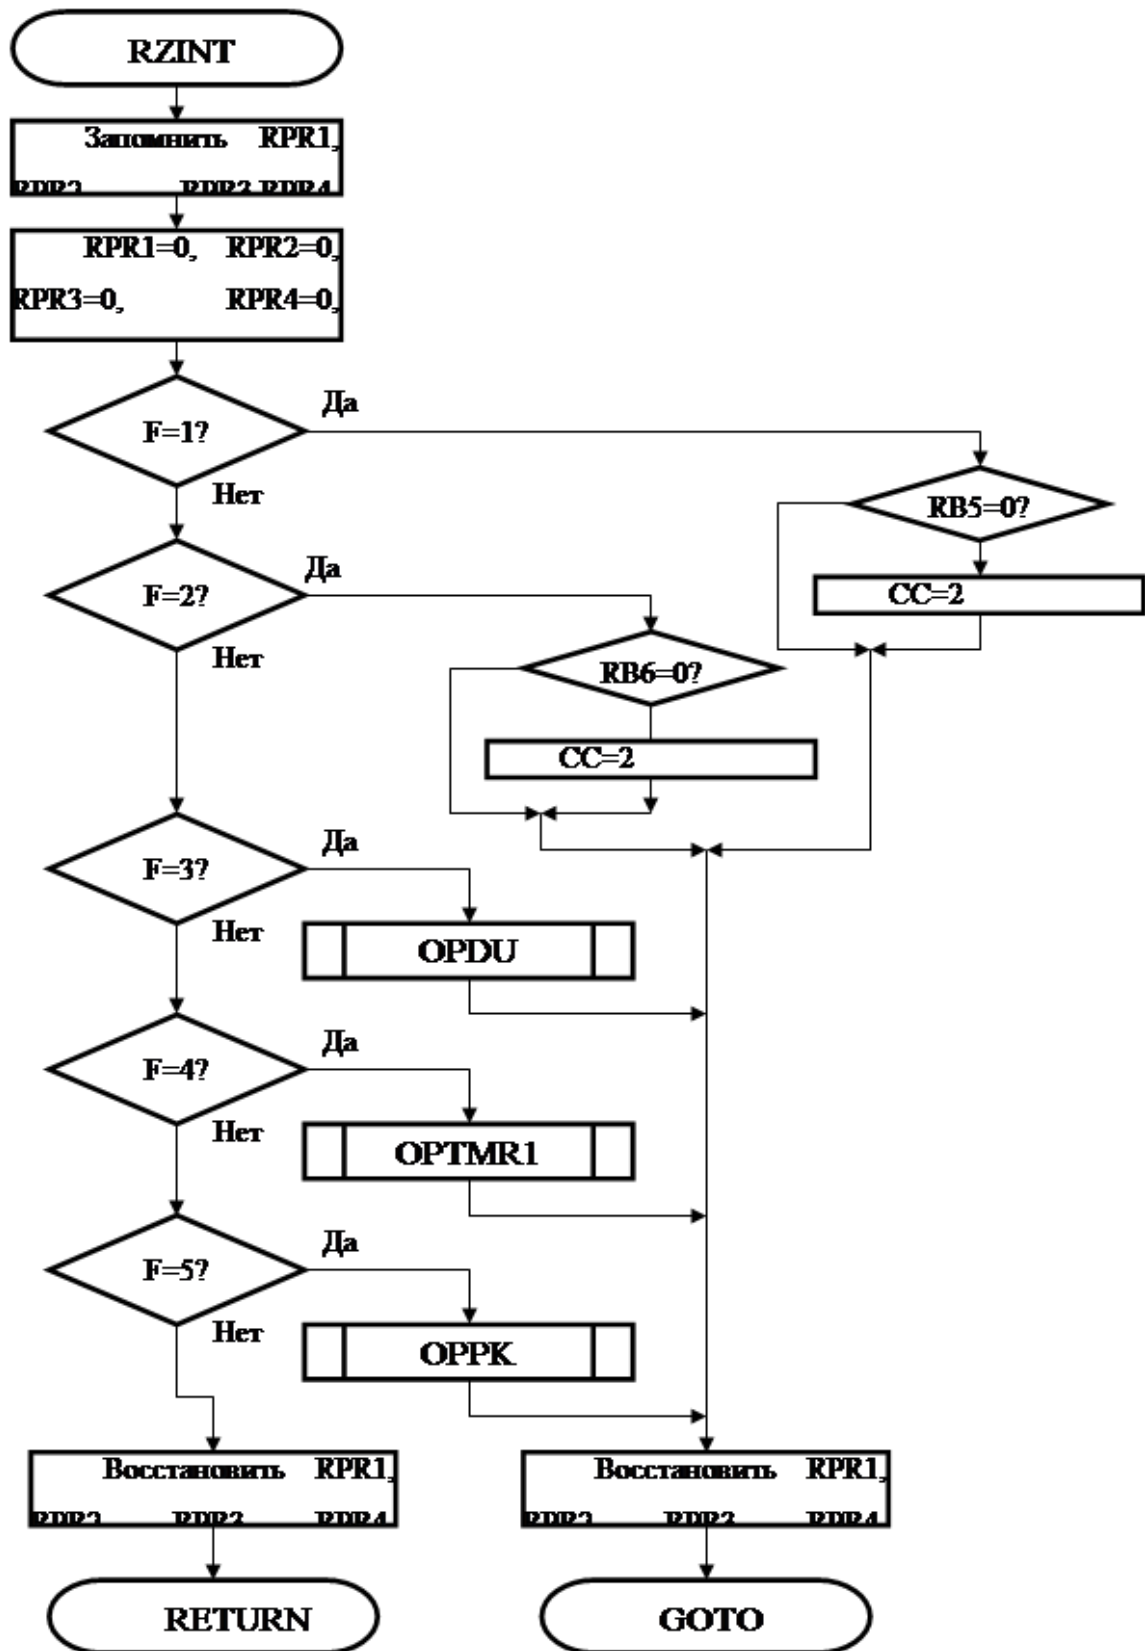 RZINT
Запомнить RPR1,
RPR1=0, RPR2=0,
RPR3=0, RPR4=0,
Да
F=1?
Нет
RB5=0?
CC=2
Да
F=2?
Нет
RB6=0?
CC=2
Да
F=3?
Нет
OPDU
Да
F=4?
Нет
OPTMR1
Да
F=5?
Нет
OPPK
Восстановить RPR1,
Восстановить RPR1,
RETURN
GOTO